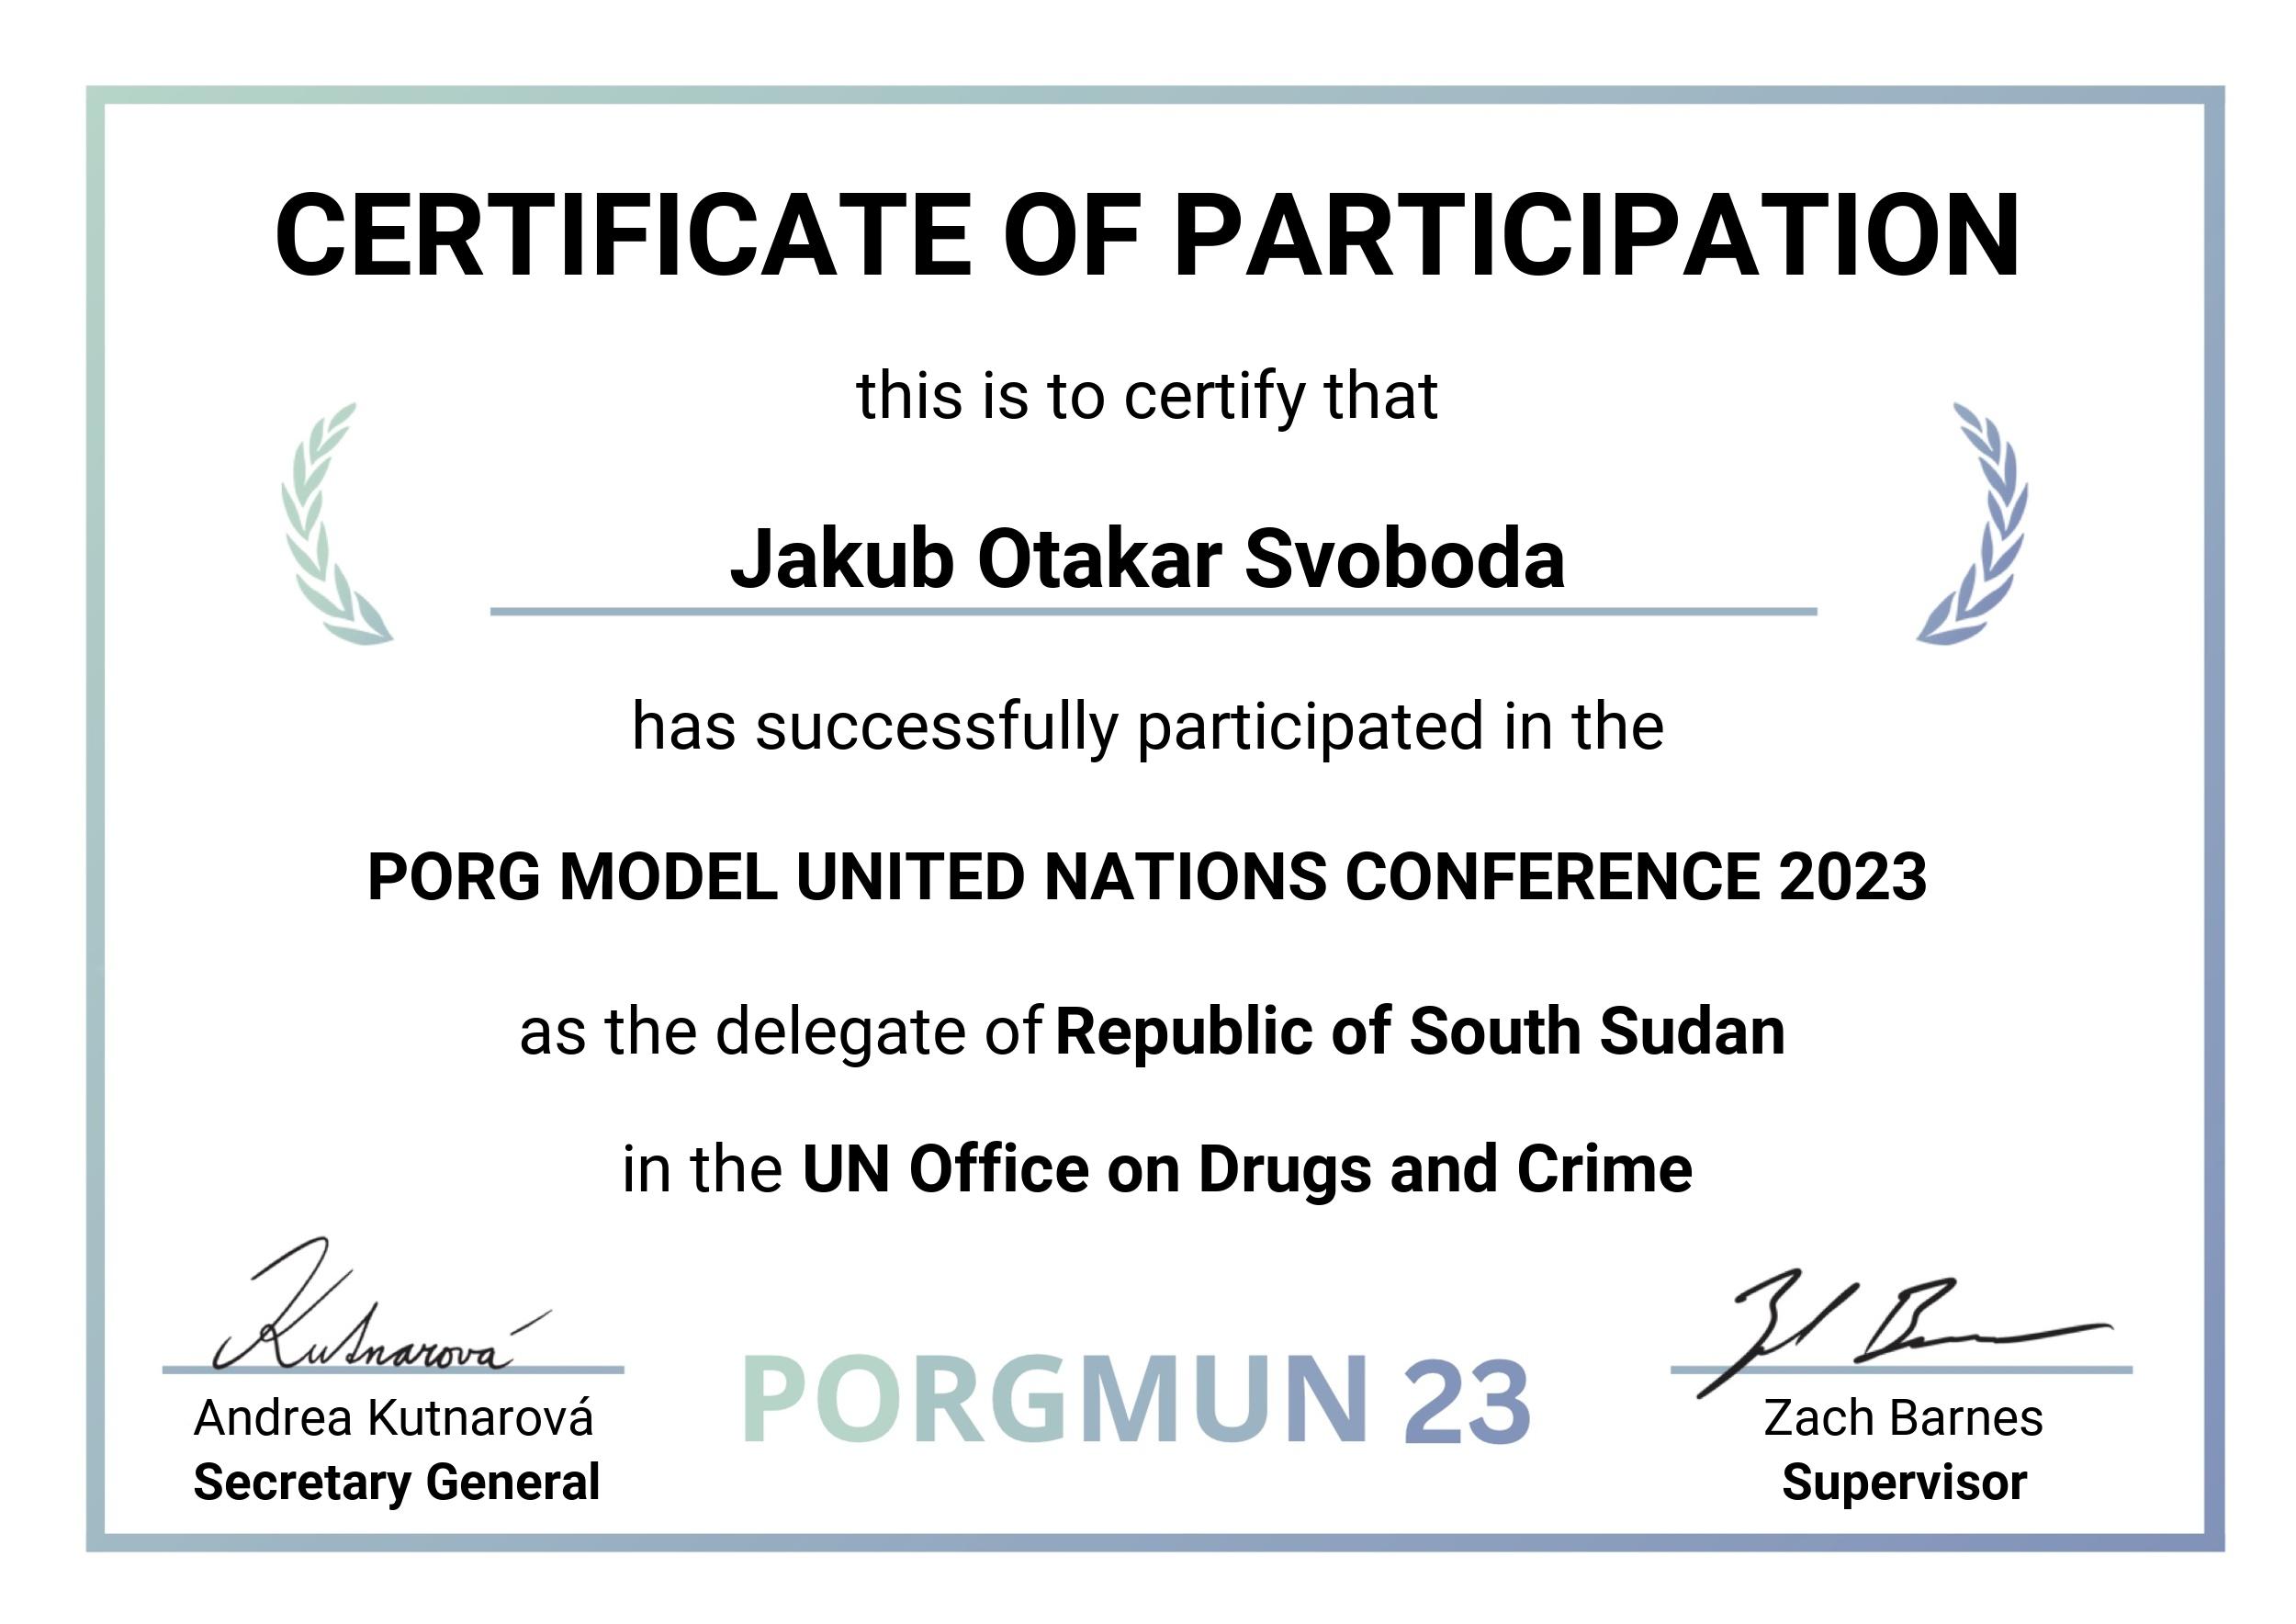 CERTIFICATE OF PARTICIPATION
this is to certify that
Jakub Otakar Svoboda
has successfully participated in the
PORG MODEL UNITED NATIONS CONFERENCE 2023
as the delegate of Republic of South Sudan
in the UN Office on Drugs and Crime
Kutnarová
Andrea Kutnarová
Secretary General
PORGMUN 23
Zach Barnes
Supervisor